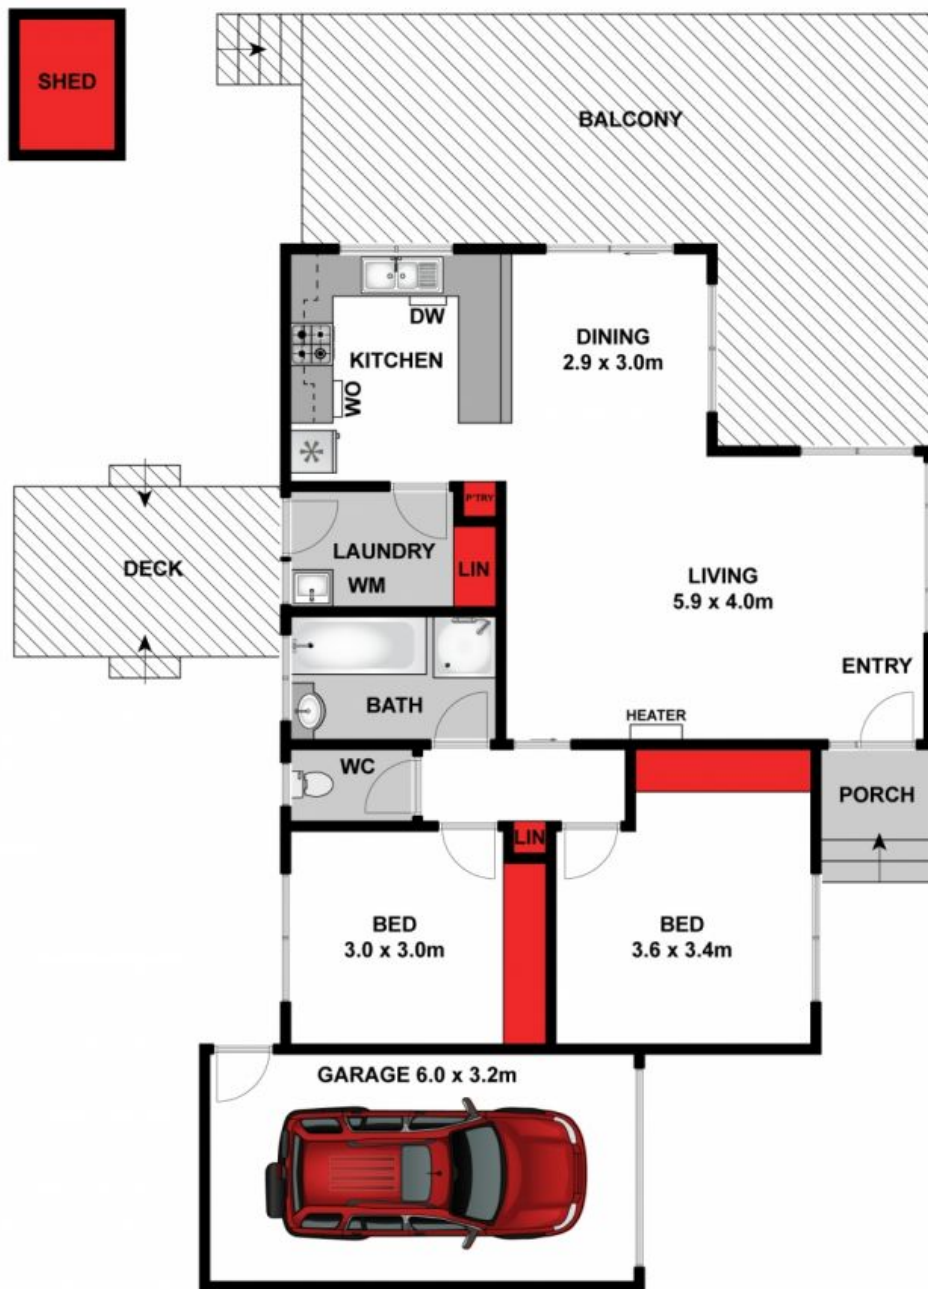 SHED
BALCONY
DW
KITCHEN
WO
DINING
2.9 x 3.0m
P'TRY
LAUNDRY
WM
LIN
DECK
LIVING
5.9 x 4.0m
ENTRY
BATH
HEATER
WC
PORCH
LIN
BED
3.0 x 3.0m
BED
3.6 x 3.4m
GARAGE 6.0 x 3.2m